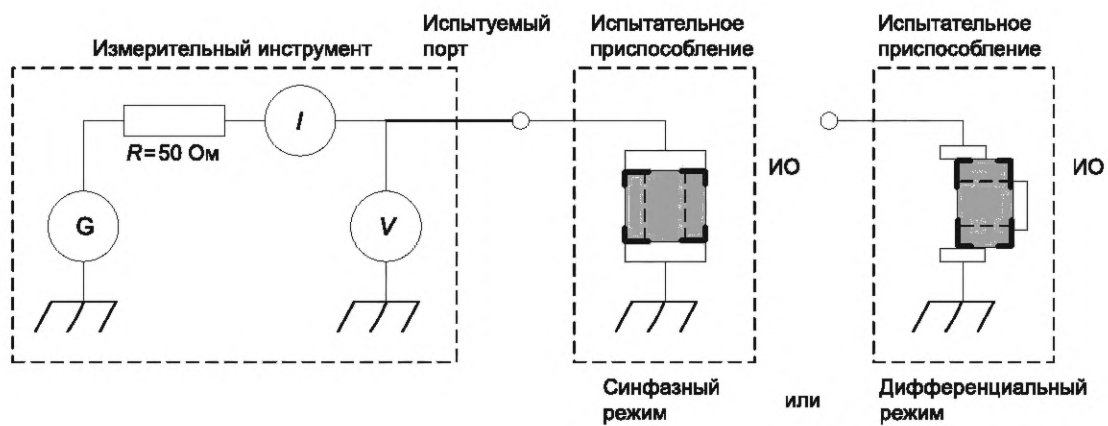 Измерительный инструмент
Испытуемый
порт
Испытательное
приспособление
Испытательное
приспособление
R=50 Ом
I
G
V
ИО
ИО
Синфазный
режим
или
Дифференциальный
режим